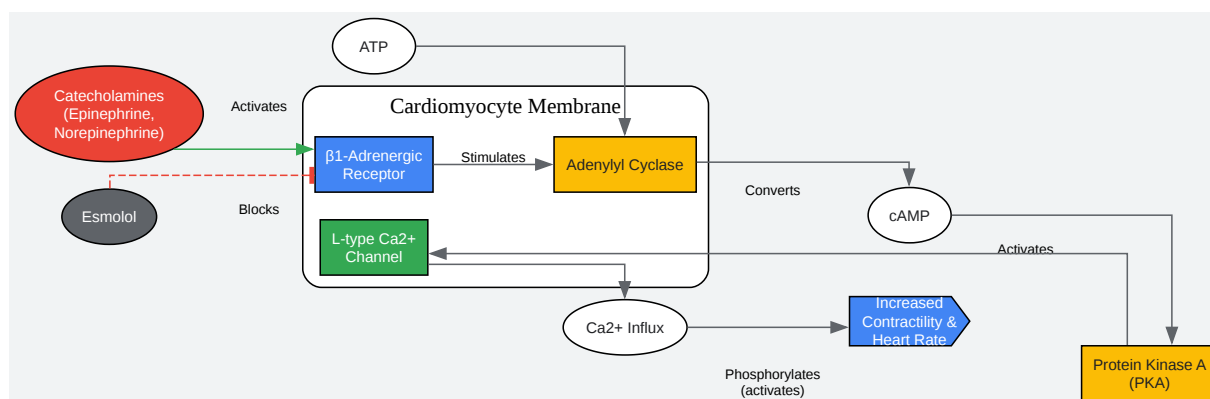 ATP
Catecholamines
(Epinephrine,
Norepinephrine)
Activates
Cardiomyocyte Membrane
β1-Adrenergic
Receptor
Stimulates
Adenylyl Cyclase
Converts
Esmolol
Blocks
cAMP
L-type Ca2+
Channel
Activates
Ca2+ Influx
Increased
Contractility &
Heart Rate
Phosphorylates
(activates)
Protein Kinase A
(PKA)